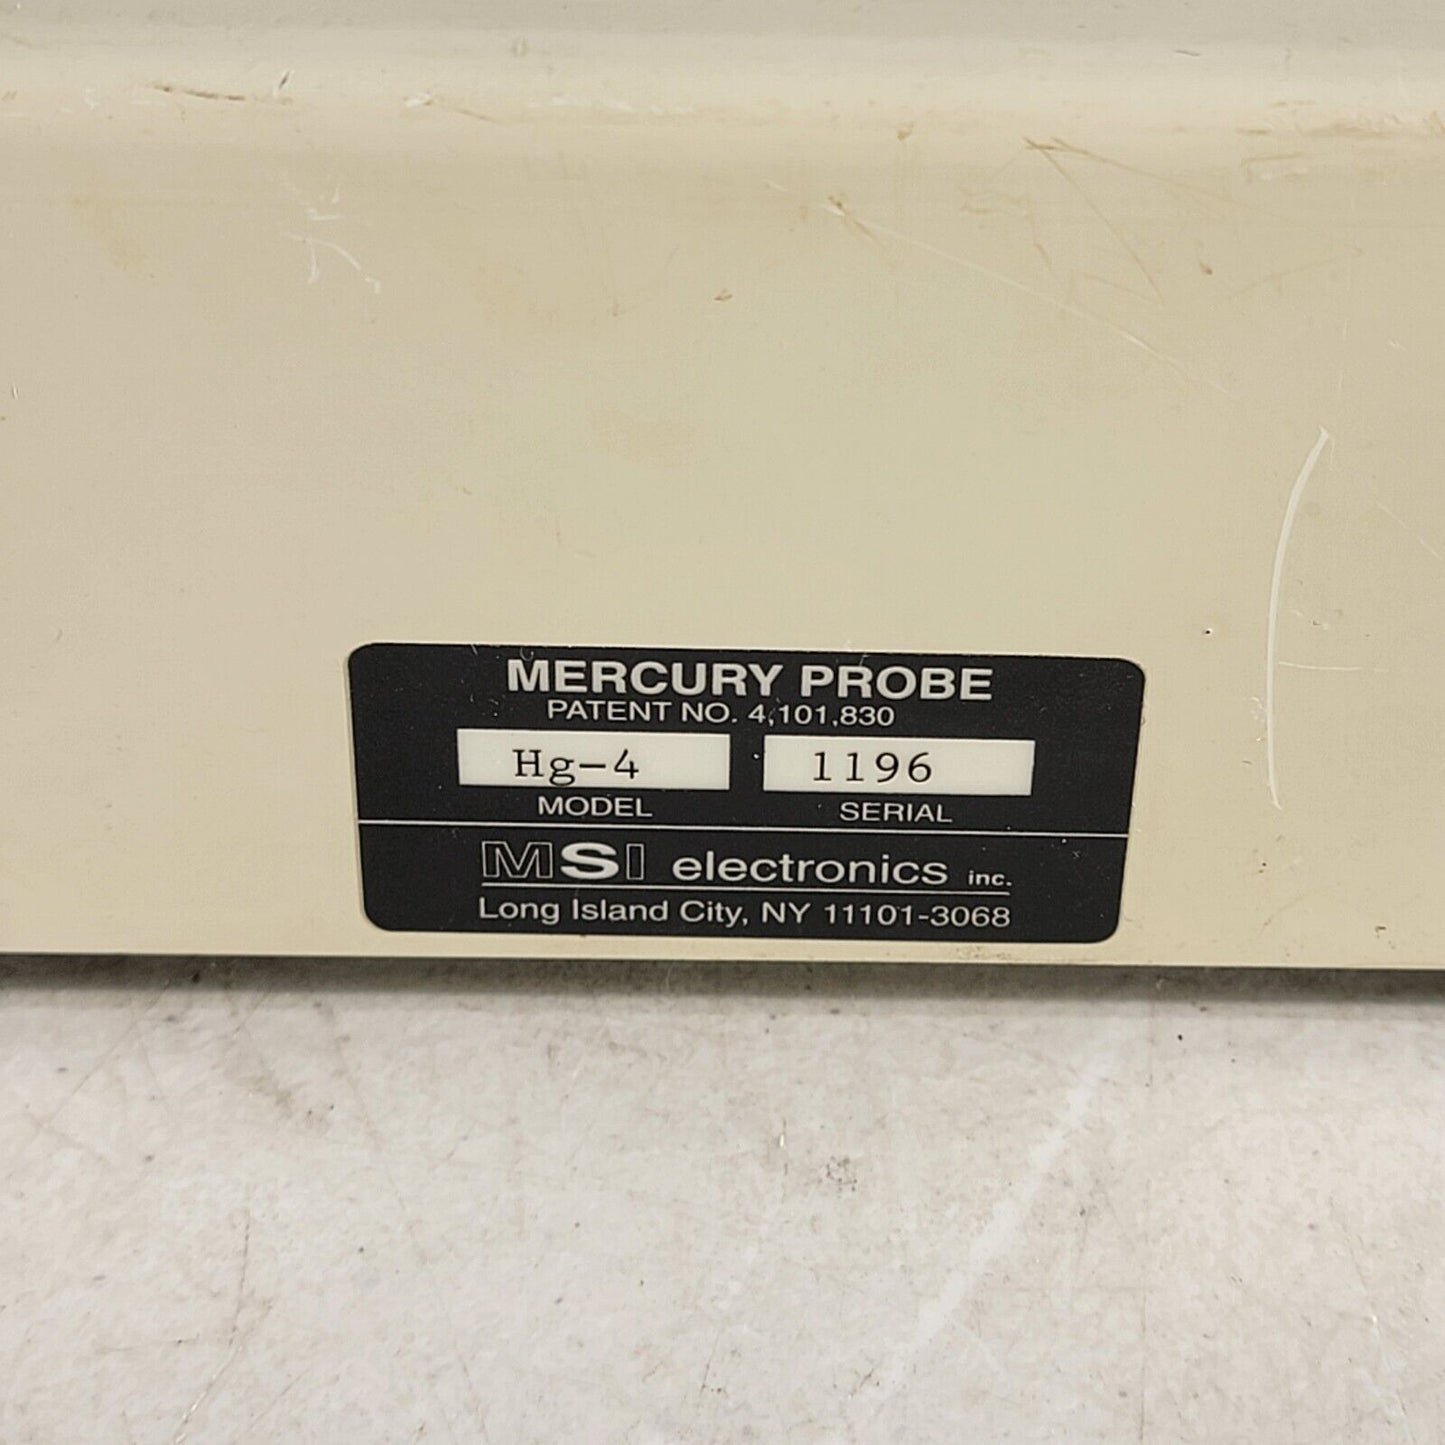 MERCURY PROBE
PATENT NO. 4,101,830
Hg-4 1196
MODEL SERIAL
MSI electronics inc.
Long Island City, NY 11101-3068